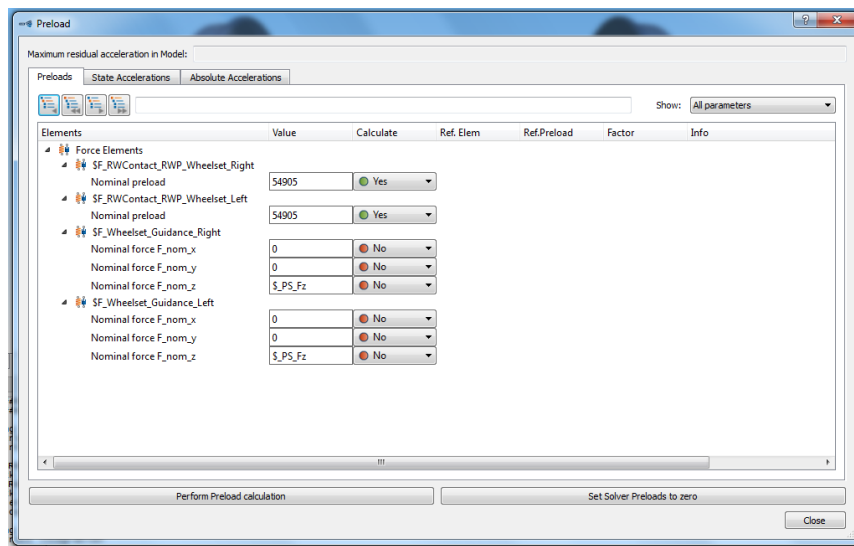 Preload
Maximum residual acceleration in Model:
Preloads State Accelerations Absolute Accelerations
Show: All parameters
Elements Value Calculate Ref. Elem Ref.Preload Factor Info
Force Elements
$F_RWContact_RWP_Wheelset_Right
Nominal preload 54905 Yes
$F_RWContact_RWP_Wheelset_Left
Nominal preload 54905 Yes
$F_Wheelset_Guidance_Right
Nominal force F_nom_x 0 No
Nominal force F_nom_y 0 No
Nominal force F_nom_z $_PS_Fz No
$F_Wheelset_Guidance_Left
Nominal force F_nom_x 0 No
Nominal force F_nom_y 0 No
Nominal force F_nom_z $_PS_Fz No
Perform Preload calculation Set Solver Preloads to zero
Close